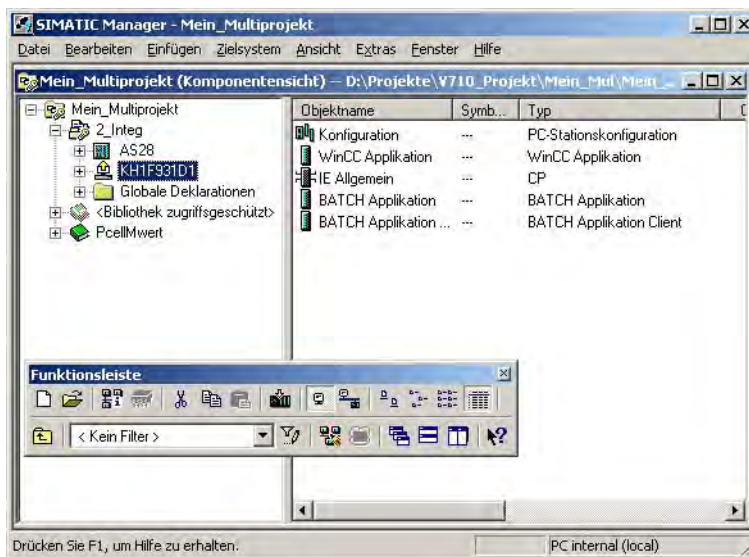 SIMATIC Manager - Mein_Multiprojekt
Datei Bearbeiten Einfügen Zielsystem Ansicht Extras Fenster Hilfe
Mein_Multiprojekt (Komponentensicht) -- D:\Projekte\V710_Projekt\Mein_Mul\Mein_
Mein_Multiprojekt
2_Integ
AS28
KH1F931D1
Globale Deklarationen
<Bibliothek zugriffsgeschützt>
PcellMwert
Objektname Symb... Typ
Konfiguration --- PC-Stationskonfiguration
WinCC Applikation --- WinCC Applikation
IE Allgemein --- CP
BATCH Applikation --- BATCH Applikation
BATCH Applikation ... --- BATCH Applikation Client
Funktionsleiste
< Kein Filter >
Drücken Sie F1, um Hilfe zu erhalten. PC internal (local)